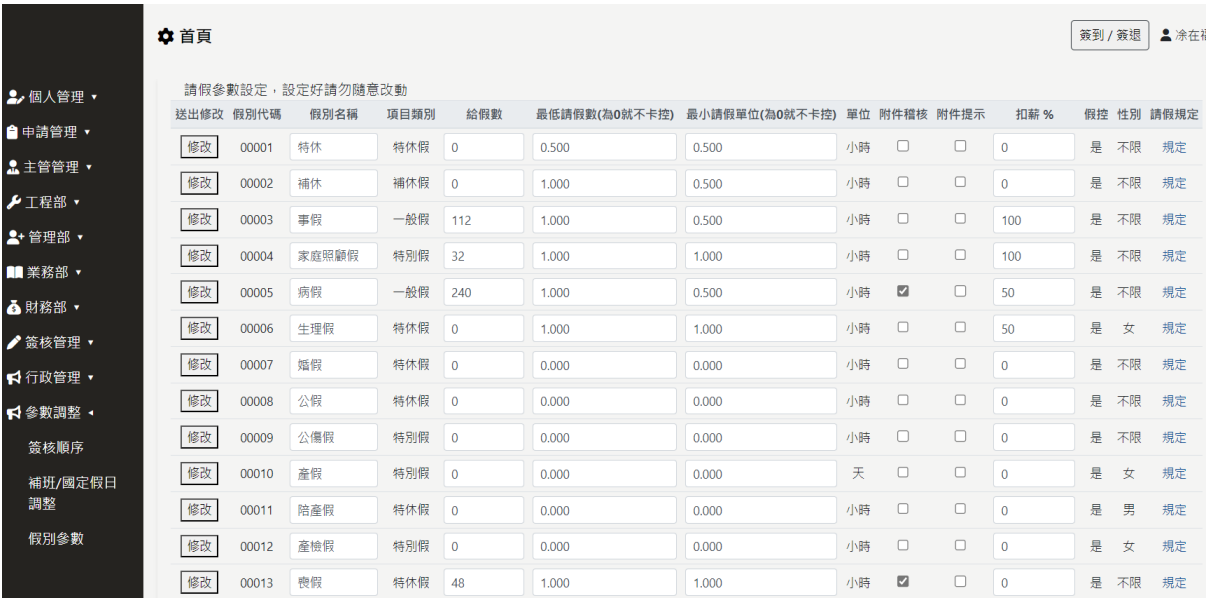 首頁
簽到 / 簽退
凃在
個人管理
申請管理
主管管理
工程部
管理部
業務部
財務部
簽核管理
行政管理
參數調整
簽核順序
補班/國定假日
調整
假別參數
請假參數設定，設定好請勿隨意改動
送出修改 假別代碼 假別名稱 項目類別 給假數 最低請假數(為0就不卡控) 最小請假單位(為0就不卡控) 單位 附件稽核 附件提示 扣薪 % 假控 性別 請假規定
修改 00001 特休 特休假 0 0.500 0.500 小時 0 是 不限 規定
修改 00002 補休 補休假 0 1.000 0.500 小時 0 是 不限 規定
修改 00003 事假 一般假 112 1.000 0.500 小時 100 是 不限 規定
修改 00004 家庭照顧假 特別假 32 1.000 1.000 小時 100 是 不限 規定
修改 00005 病假 一般假 240 1.000 0.500 小時 50 是 不限 規定
修改 00006 生理假 特休假 0 1.000 1.000 小時 50 是 女 規定
修改 00007 婚假 特休假 0 0.000 0.000 小時 0 是 不限 規定
修改 00008 公假 特休假 0 0.000 0.000 小時 0 是 不限 規定
修改 00009 公傷假 特別假 0 0.000 0.000 小時 0 是 不限 規定
修改 00010 產假 特別假 0 0.000 0.000 天 0 是 女 規定
修改 00011 陪產假 特休假 0 0.000 0.000 小時 0 是 男 規定
修改 00012 產檢假 特別假 0 0.000 0.000 小時 0 是 女 規定
修改 00013 喪假 特休假 48 1.000 1.000 小時 0 是 不限 規定